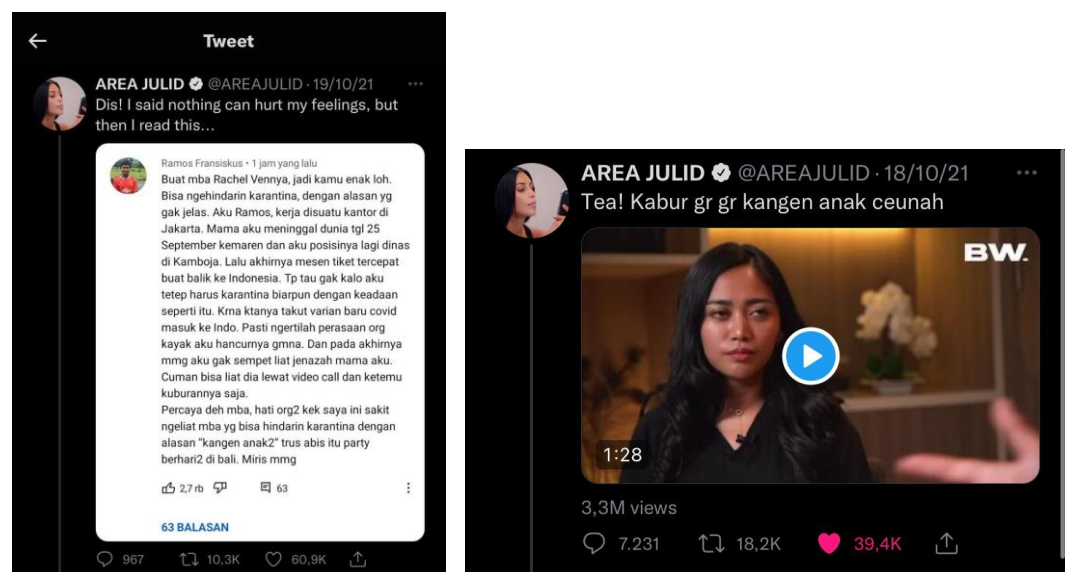 Tweet
AREA JULID @AREAJULID · 19/10/21
Dis! I said nothing can hurt my feelings, but
then I read this...
Ramos Fransiskus • 1 jam yang lalu
Buat mba Rachel Vennya, jadi kamu enak loh.
Bisa ngehindarin karantina, dengan alasan yg
gak jelas. Aku Ramos, kerja disuatu kantor di
Jakarta. Mama aku meninggal dunia tgl 25
September kemaren dan aku posisinya lagi dinas
di Kamboja. Lalu akhirnya mesen tiket tercepat
buat balik ke Indonesia. Tp tau gak kalo aku
tetep harus karantina biarpun dengan keadaan
seperti itu. Krna ktanya takut varian baru covid
masuk ke Indo. Pasti ngertilah perasaan org
kayak aku hancurnya gmna. Dan pada akhirnya
mmg aku gak sempet liat jenazah mama aku.
Cuman bisa liat dia lewat video call dan ketemu
kuburannya saja.
Percaya deh mba, hati org2 kek saya ini sakit
ngeliat mba yg bisa hindarin karantina dengan
alasan "kangen anak2" trus abis itu party
berhari2 di bali. Miris mmg
2,7 rb 63
63 BALASAN
967 10,3K 60,9K
AREA JULID @AREAJULID · 18/10/21
Tea! Kabur gr gr kangen anak ceunah
BW.
1:28
3,3M views
7.231 18,2K 39,4K